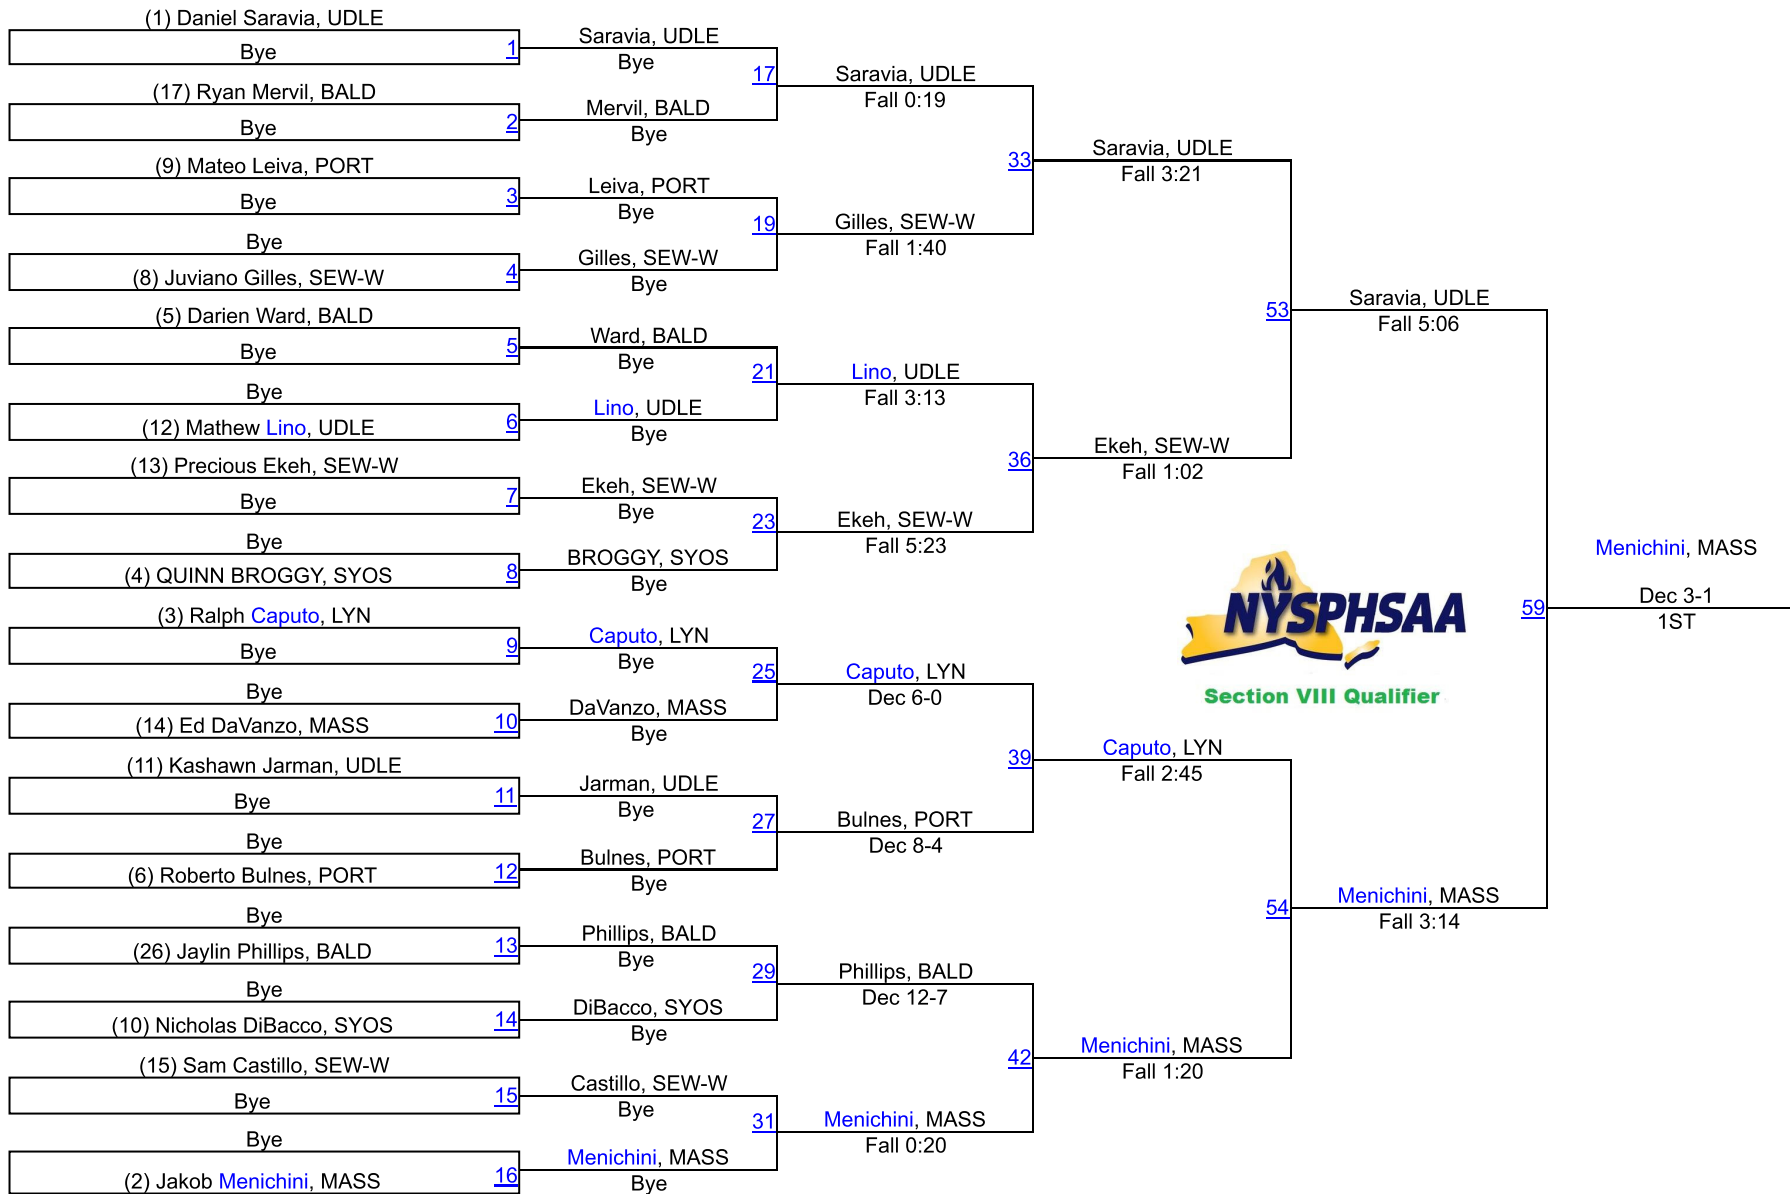 (1) Daniel Saravia, UDLE
Bye
1
(17) Ryan Mervil, BALD
Bye
2
(9) Mateo Leiva, PORT
Bye
3
Bye
(8) Juviano Gilles, SEW-W
4
(5) Darien Ward, BALD
Bye
5
Bye
(12) Mathew Lino, UDLE
6
(13) Precious Ekeh, SEW-W
Bye
7
Bye
(4) QUINN BROGGY, SYOS
8
(3) Ralph Caputo, LYN
Bye
9
Bye
(14) Ed DaVanzo, MASS
10
(11) Kashawn Jarman, UDLE
Bye
11
Bye
(6) Roberto Bulnes, PORT
12
Bye
(26) Jaylin Phillips, BALD
13
Bye
(10) Nicholas DiBacco, SYOS
14
(15) Sam Castillo, SEW-W
Bye
15
Bye
(2) Jakob Menichini, MASS
16
Saravia, UDLE
Bye
17
Mervil, BALD
Bye
Leiva, PORT
Bye
19
Gilles, SEW-W
Bye
Ward, BALD
Bye
21
Lino, UDLE
Bye
Ekeh, SEW-W
Bye
23
BROGGY, SYOS
Bye
Caputo, LYN
Bye
25
DaVanzo, MASS
Bye
Jarman, UDLE
Bye
27
Bulnes, PORT
Bye
Phillips, BALD
Bye
29
DiBacco, SYOS
Bye
Castillo, SEW-W
Bye
31
Menichini, MASS
Bye
Saravia, UDLE
Fall 0:19
33
Gilles, SEW-W
Fall 1:40
Lino, UDLE
Fall 3:13
36
Ekeh, SEW-W
Fall 5:23
Caputo, LYN
Dec 6-0
39
Bulnes, PORT
Dec 8-4
Phillips, BALD
Dec 12-7
42
Menichini, MASS
Fall 0:20
Saravia, UDLE
Fall 3:21
53
Ekeh, SEW-W
Fall 1:02
Caputo, LYN
Fall 2:45
54
Menichini, MASS
Fall 1:20
Saravia, UDLE
Fall 5:06
59
Menichini, MASS
Fall 3:14
NYSPHSAA
Section VIII Qualifier
Menichini, MASS
Dec 3-1
1ST